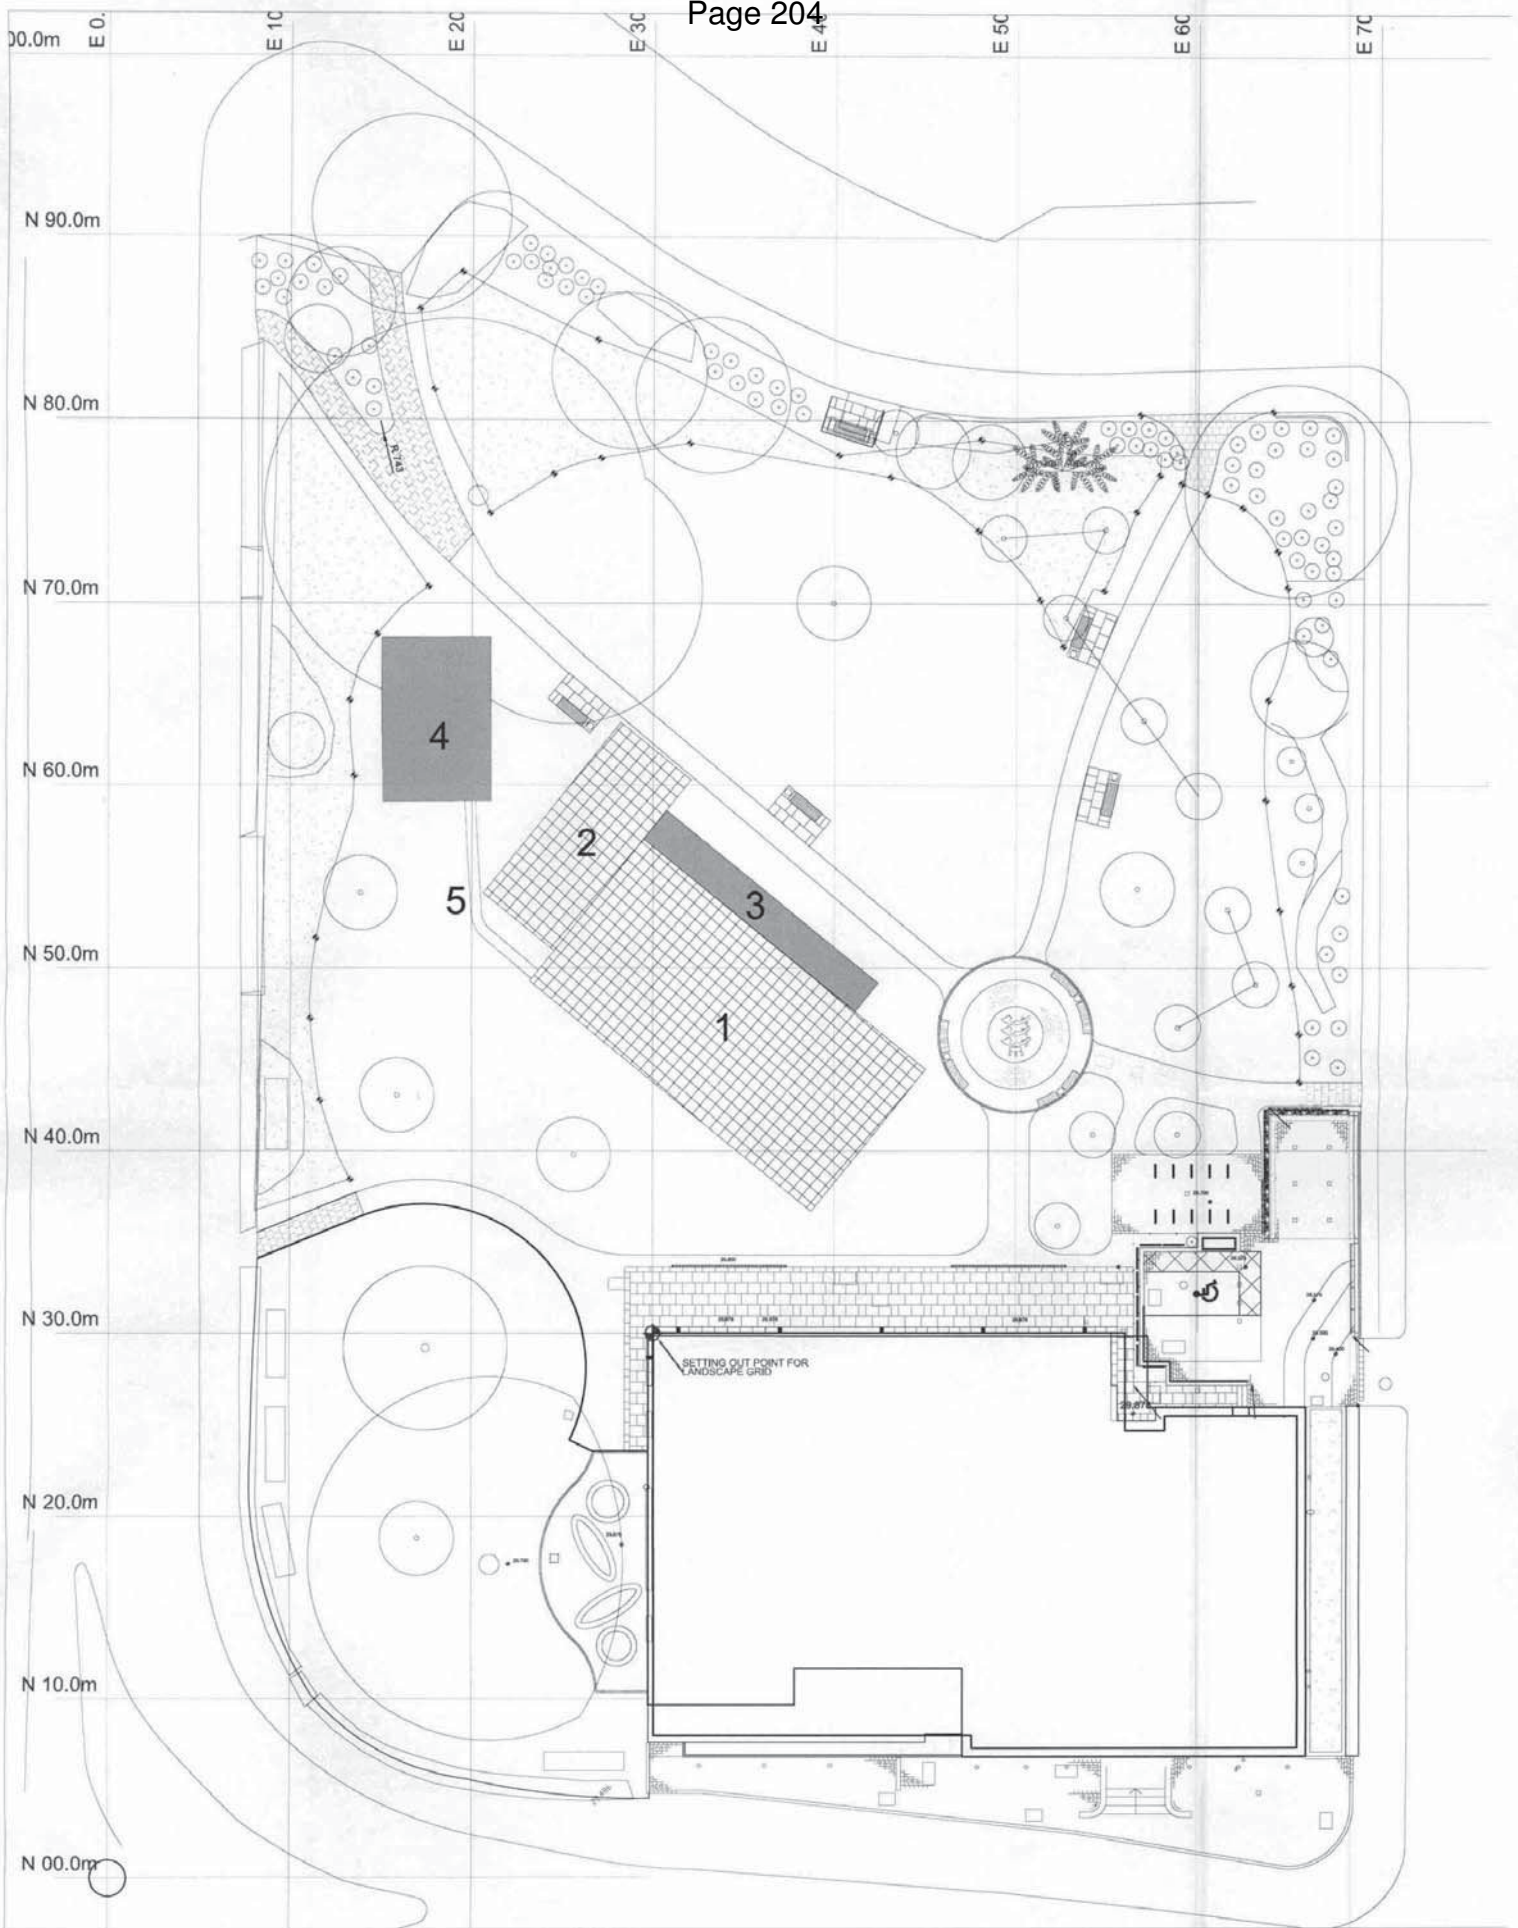 Page 204
E 0.
E 10
E 20
E 30
E 4
E 50
E 60
E 70
00.0m
N 90.0m
N 80.0m
R.743
N 70.0m
4
N 60.0m
2
3
5
N 50.0m
1
N 40.0m
N 30.0m
SETTING OUT POINT FOR
LANDSCAPE GRID
N 20.0m
N 10.0m
N 00.0m